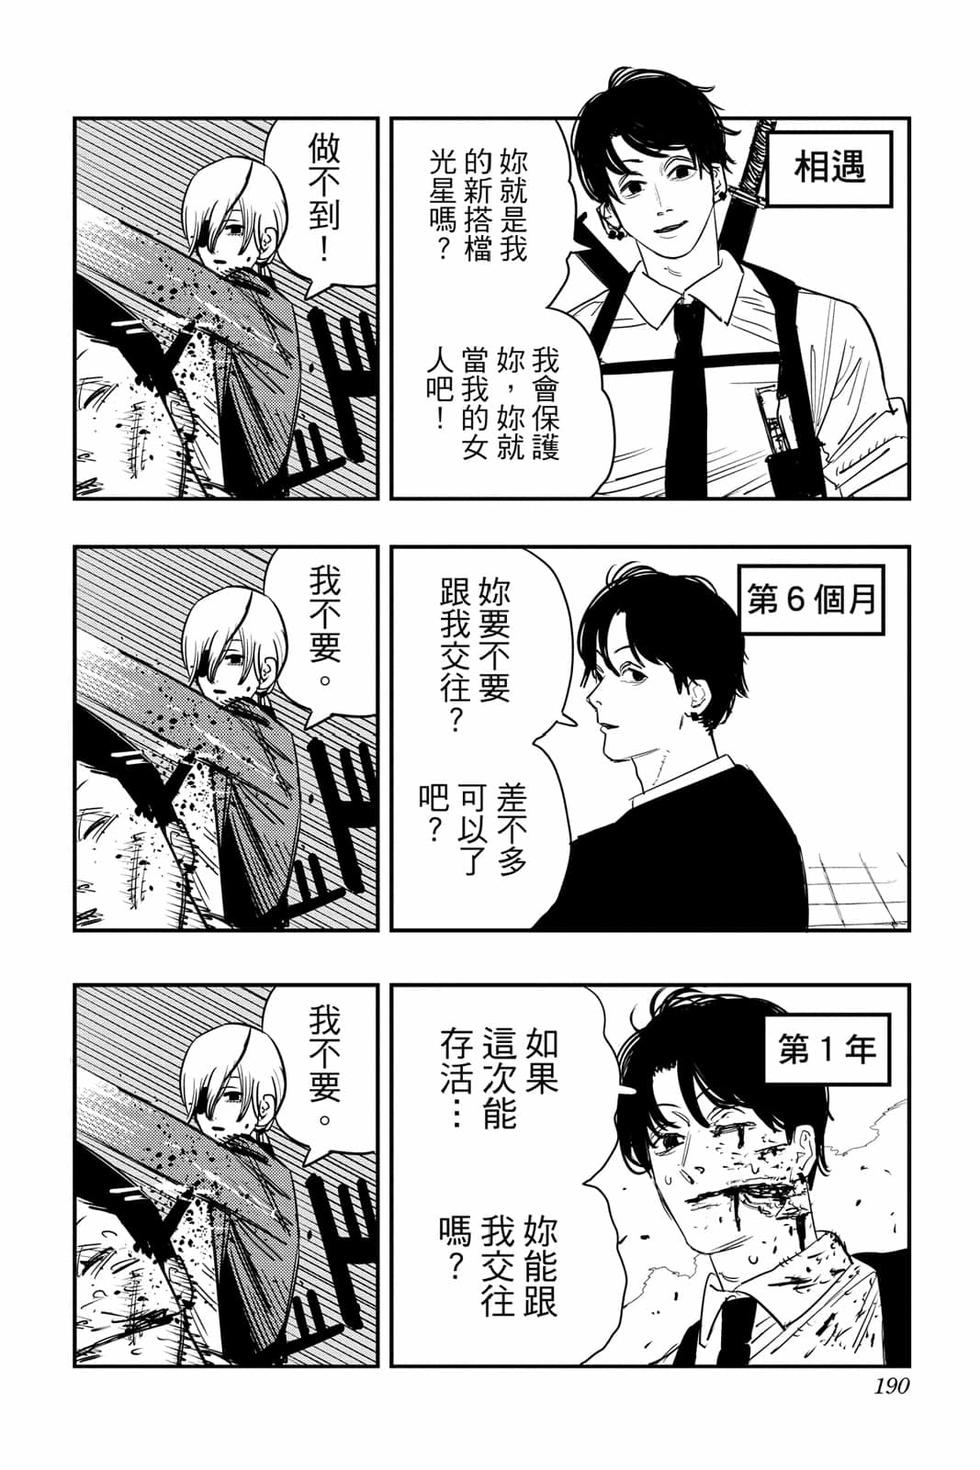 相遇
妳就是我
的新搭檔
光星嗎？
我會保護
妳，妳就
當我的女
人吧！
做不到！
第6個月
妳要不要
跟我交往？
差不多
可以了
吧？
我不要。
第1年
如果
這次能
存活…
妳能跟
我交往
嗎？
我不要。
190